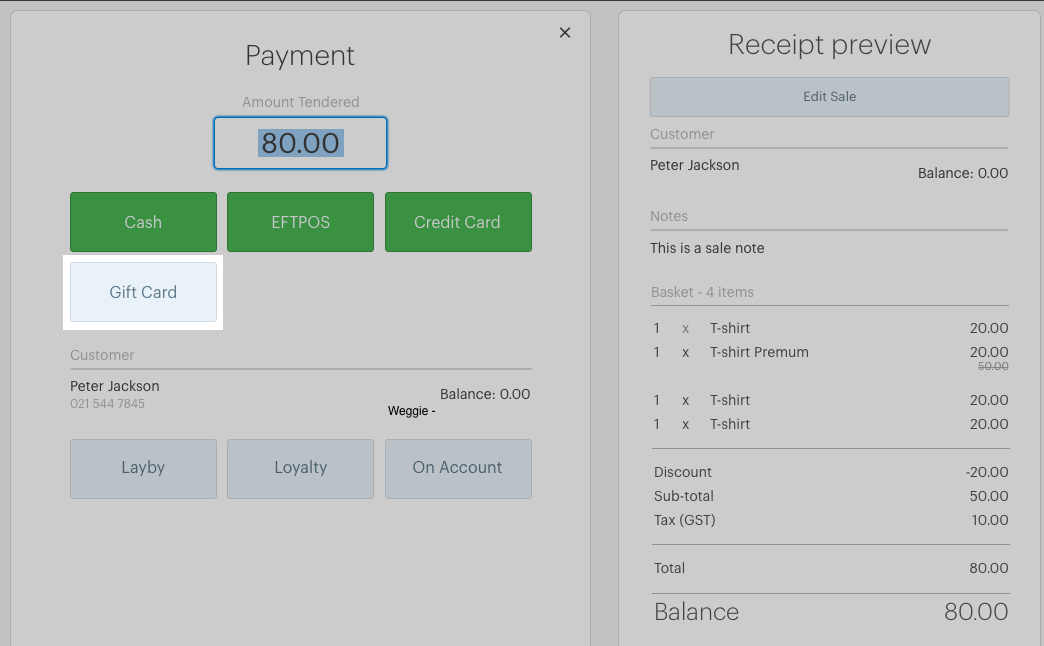 Payment
Amount Tendered
80.00
Cash EFTPOS Credit Card
Gift Card
Customer
Peter Jackson
021 544 7845
Balance: 0.00
Weggie -
Layby Loyalty On Account
Receipt preview
Edit Sale
Customer
Peter Jackson
Balance: 0.00
Notes
This is a sale note
Basket - 4 items
1 x T-shirt 20.00
1 x T-shirt Premum 20.00
50.00
1 x T-shirt 20.00
1 x T-shirt 20.00
Discount -20.00
Sub-total 50.00
Tax (GST) 10.00
Total 80.00
Balance 80.00